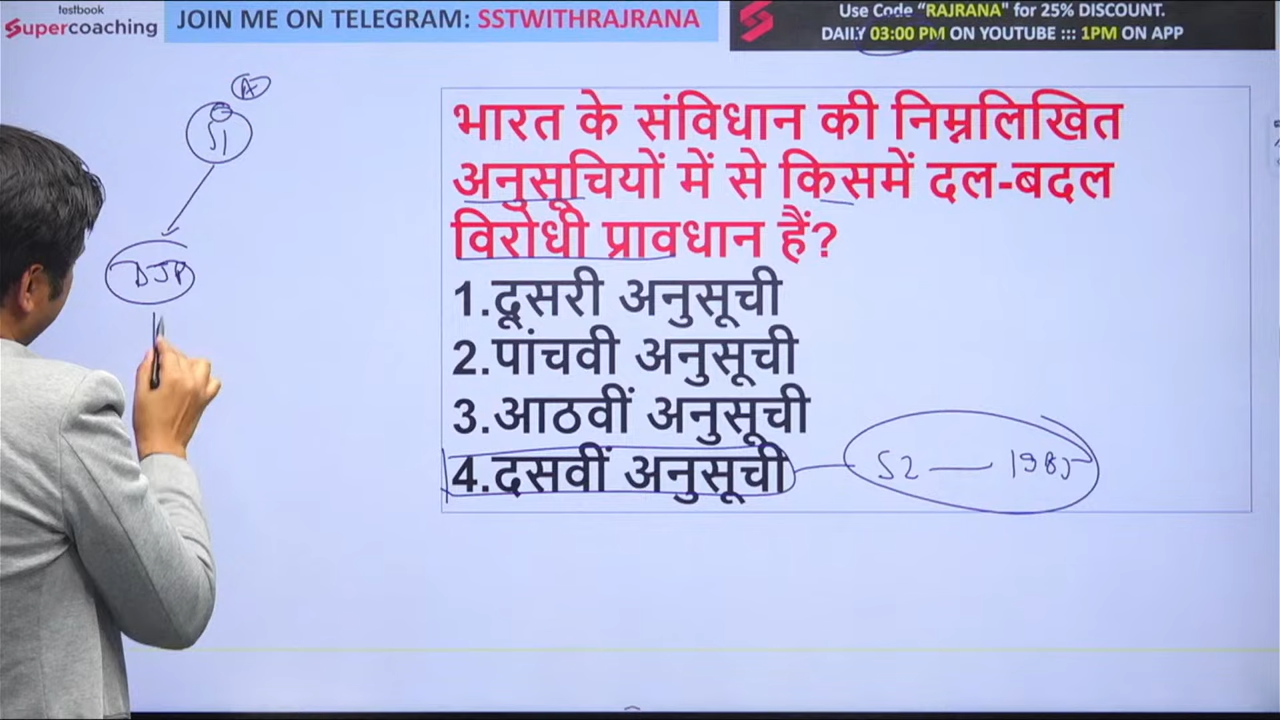 testbook
Supercoaching
JOIN ME ON TELEGRAM: SSTWITHRAJRANA
Use Code “RAJRANA" for 25% DISCOUNT.
DAILY 03:00 PM ON YOUTUBE ::: 1PM ON APP
A
51
BJP
भारत के संविधान की निम्नलिखित
अनुसूचियों में से किसमें दल-बदल
विरोधी प्रावधान हैं?
1.दूसरी अनुसूची
2.पांचवी अनुसूची
3.आठवीं अनुसूची
4.दसवीं अनुसूची
52 — 1985